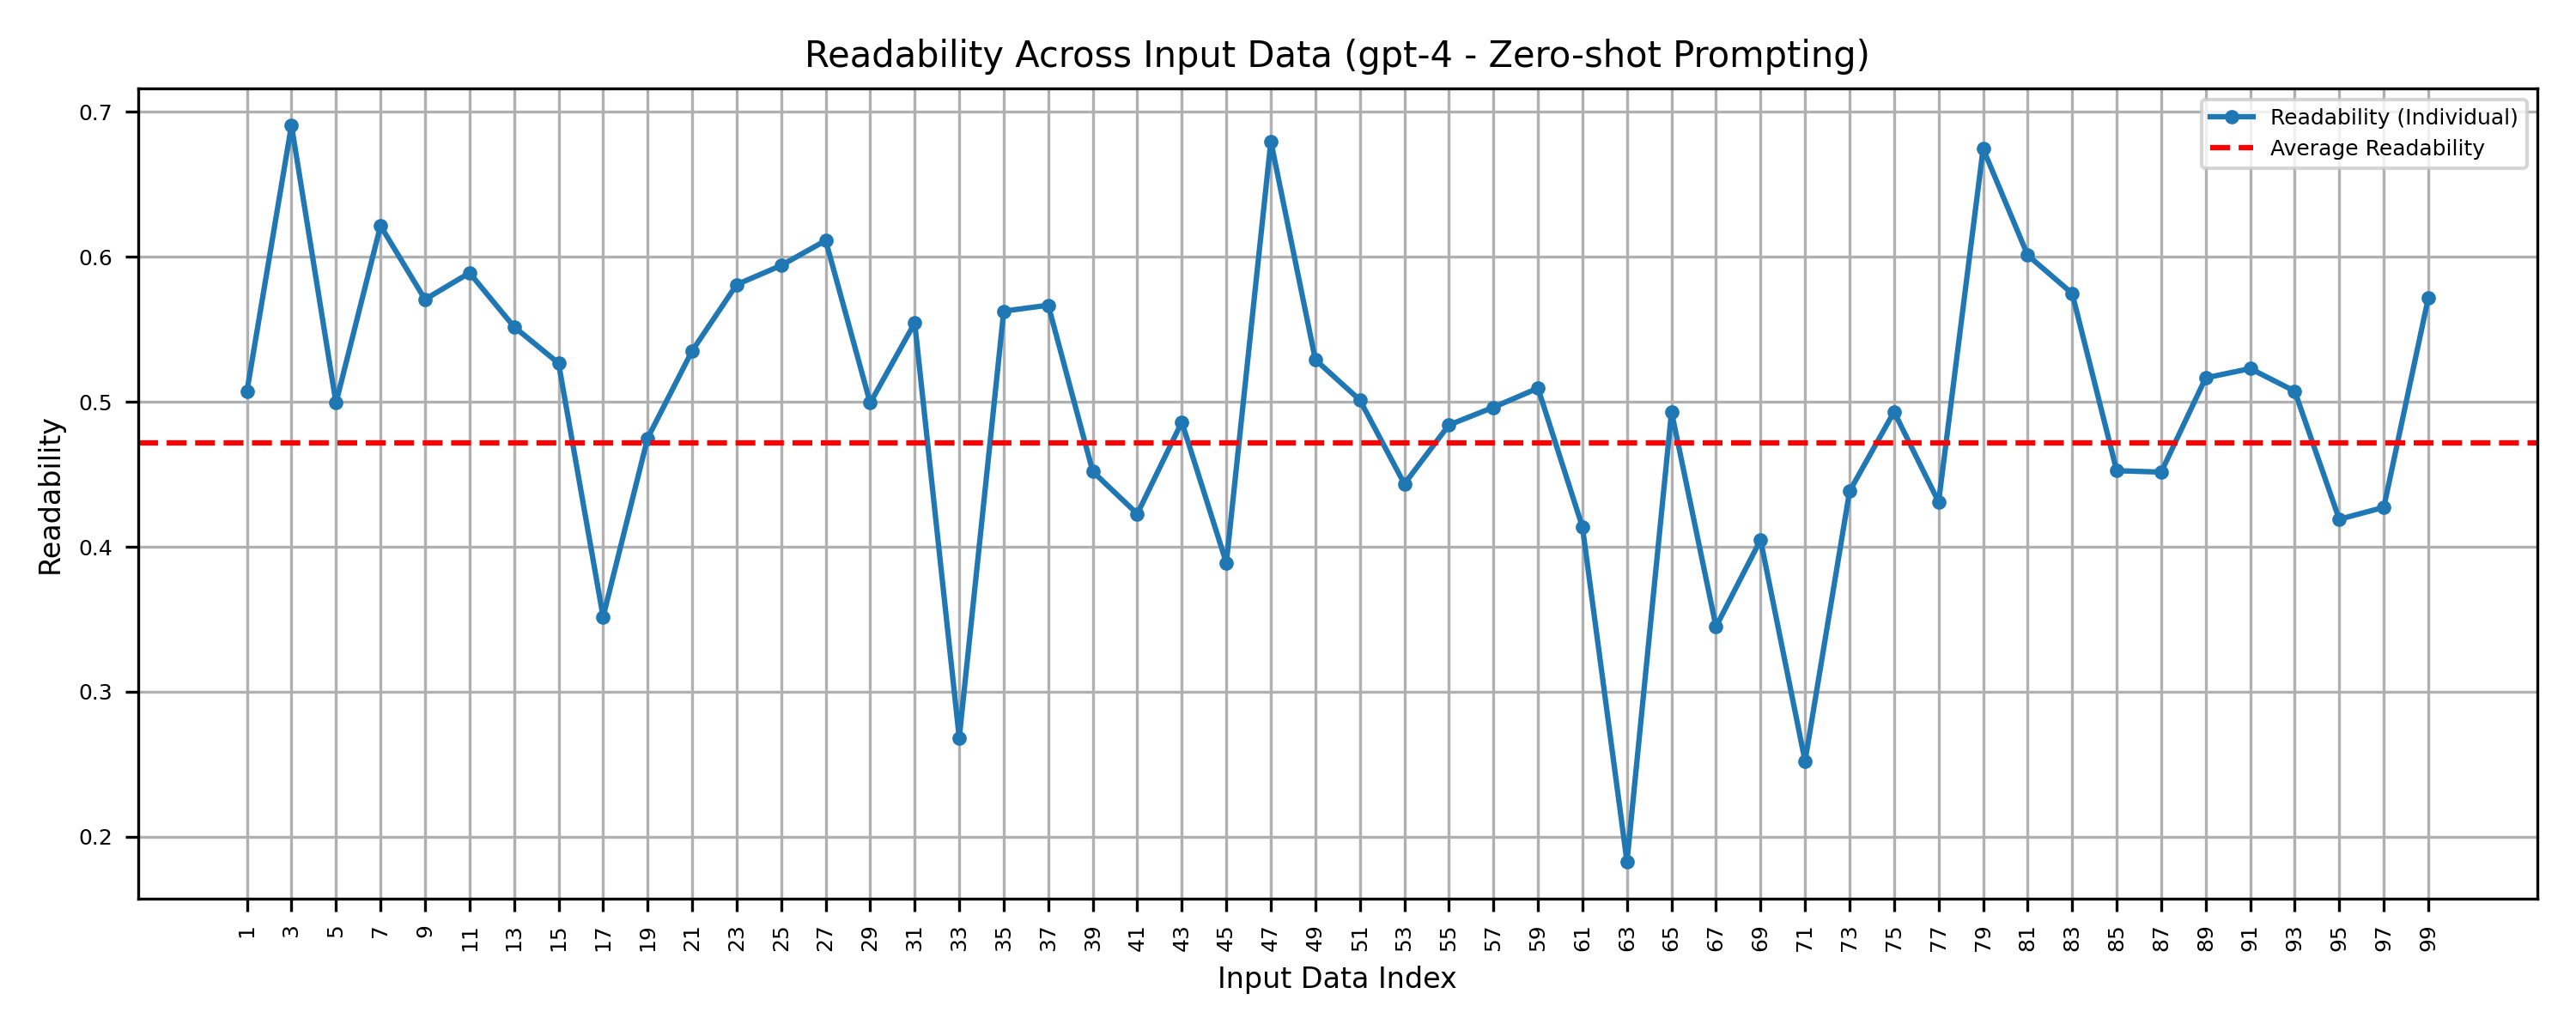 Readability Across Input Data (gpt-4 - Zero-shot Prompting)
Readability (Individual)
Average Readability
0.7
0.6
0.5
0.4
0.3
0.2
Readability
1 3 5 7 9 11 13 15 17 19 21 23 25 27 29 31 33 35 37 39 41 43 45 47 49 51 53 55 57 59 61 63 65 67 69 71 73 75 77 79 81 83 85 87 89 91 93 95 97 99
Input Data Index